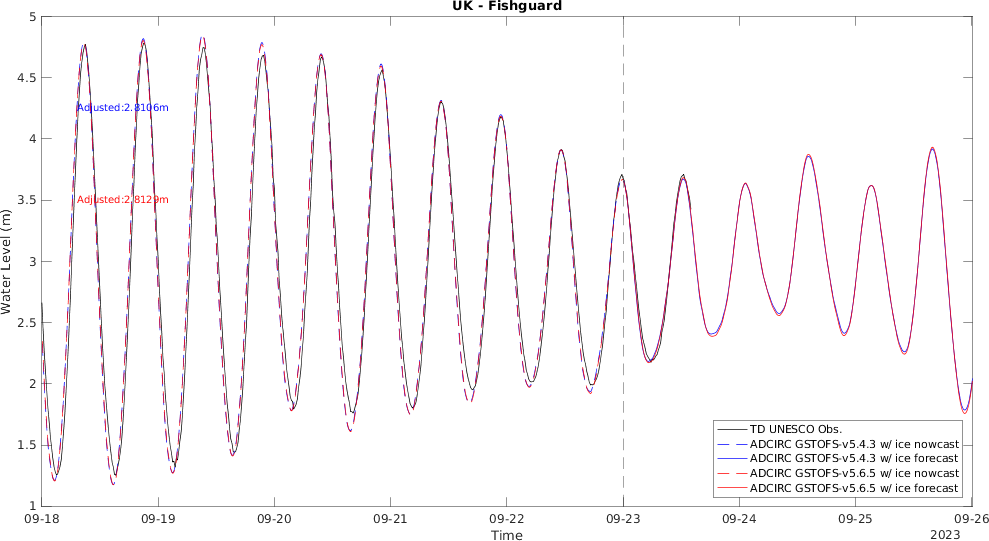 UK - Fishguard
5
4.5
4
3.5
3
2.5
2
1.5
1
Water Level (m)
Adjusted:2.8106m
Adjusted:2.8129m
TD UNESCO Obs.
ADCIRC GSTOFS-v5.4.3 w/ ice nowcast
ADCIRC GSTOFS-v5.4.3 w/ ice forecast
ADCIRC GSTOFS-v5.6.5 w/ ice nowcast
ADCIRC GSTOFS-v5.6.5 w/ ice forecast
09-18 09-19 09-20 09-21 09-22 09-23 09-24 09-25 09-26
Time
2023